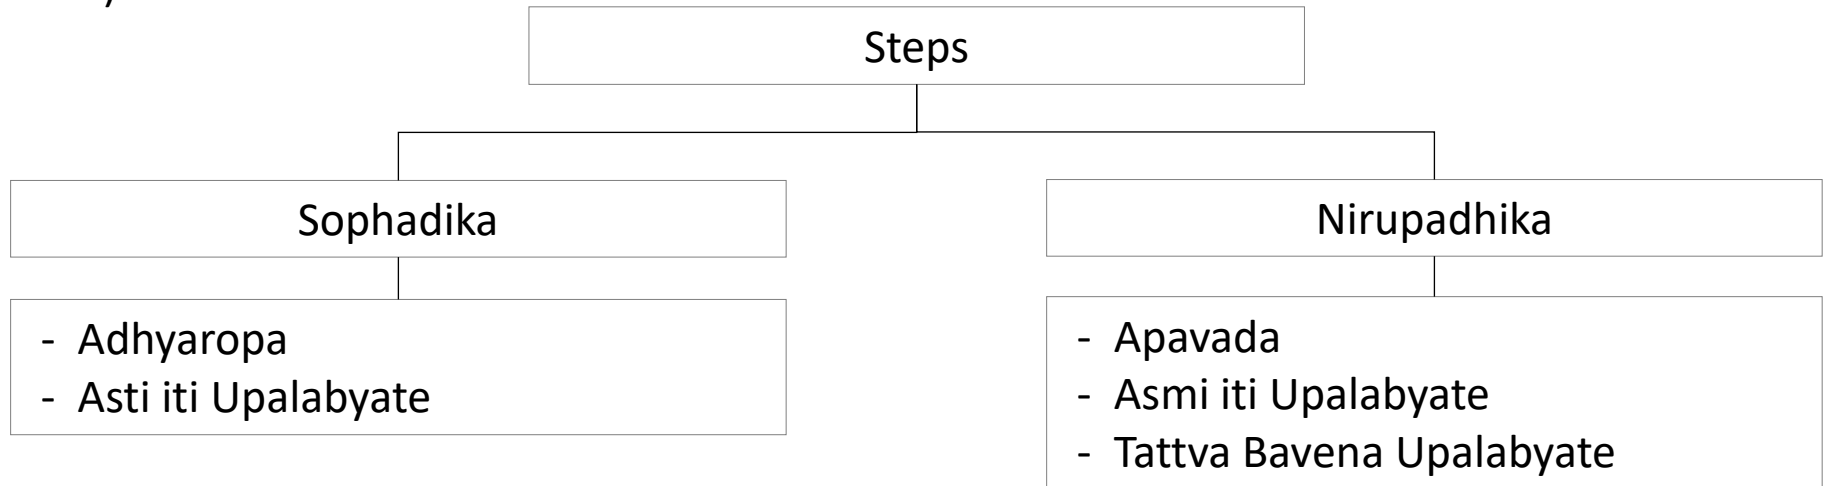 Steps
Sophadika
Nirupadhika
- Adhyaropa
- Asti iti Upalabyate
- Apavada
- Asmi iti Upalabyate
- Tattva Bavena Upalabyate